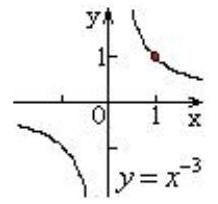 y
1
0 1 x
y = x⁻³